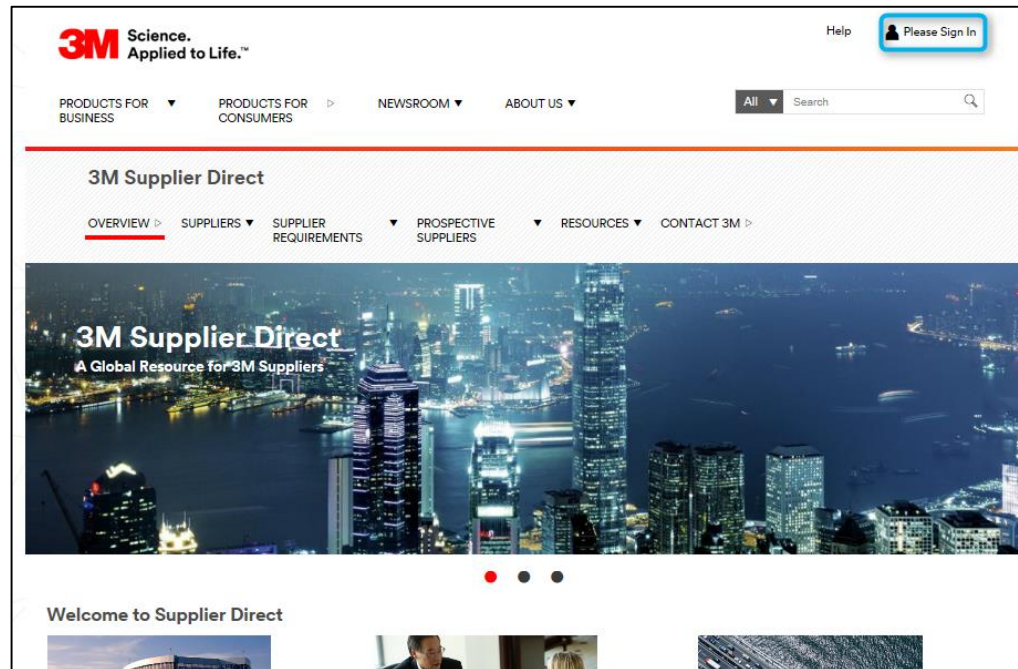 3M Science.
Applied to Life.™
Help Please Sign In
PRODUCTS FOR BUSINESS ▼ PRODUCTS FOR CONSUMERS ▷ NEWSROOM ▼ ABOUT US ▼
All ▼ Search
3M Supplier Direct
OVERVIEW ▷ SUPPLIERS ▼ SUPPLIER REQUIREMENTS ▼ PROSPECTIVE SUPPLIERS ▼ RESOURCES ▼ CONTACT 3M ▷
3M Supplier Direct
A Global Resource for 3M Suppliers
Welcome to Supplier Direct